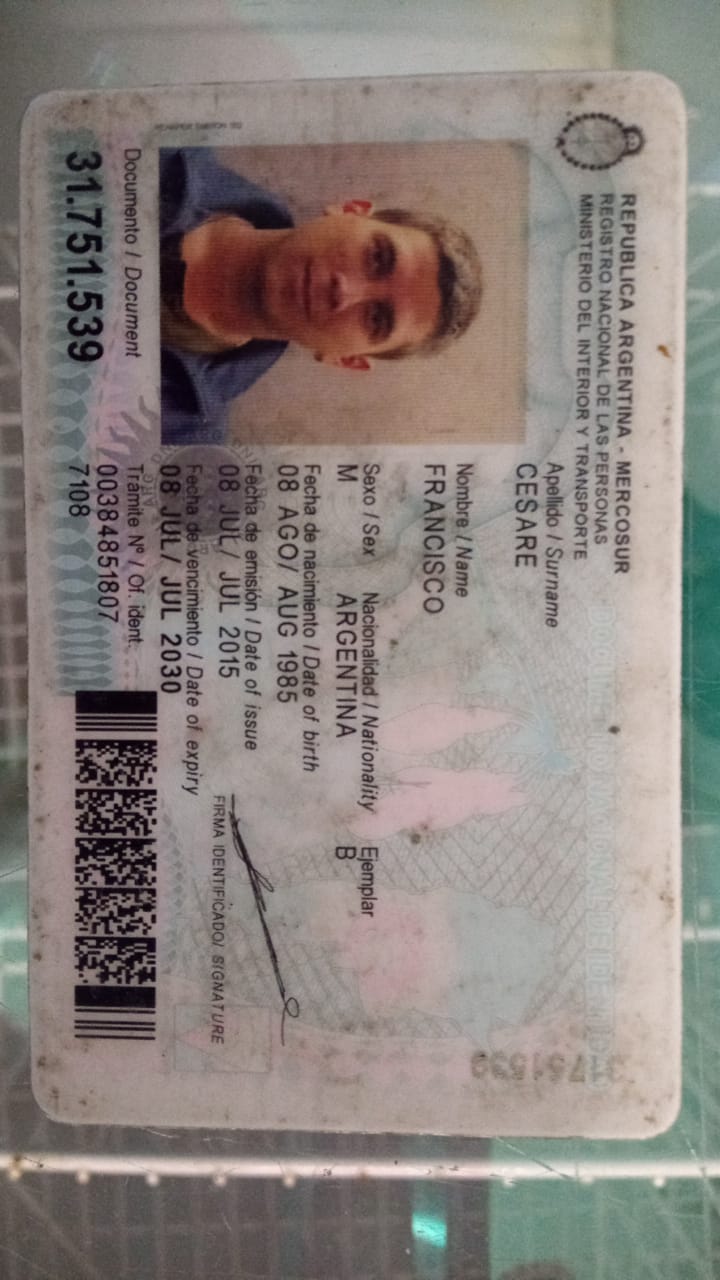 REPUBLICA ARGENTINA - MERCOSUR
REGISTRO NACIONAL DE LAS PERSONAS
MINISTERIO DEL INTERIOR Y TRANSPORTE
Apellido / Surname
CESARE
Nombre / Name
FRANCISCO
Sexo / Sex Nacionalidad / Nationality Ejemplar
M ARGENTINA B
Fecha de nacimiento / Date of birth
08 AGO/ AUG 1985
Fecha de emisión / Date of issue
08 JUL/ JUL 2015
Fecha de vencimiento / Date of expiry
08 JUL/ JUL 2030
FIRMA IDENTIFICADO/ SIGNATURE
Documento / Document
31.751.539
Trámite Nº / Of. ident.
00384851807
7108